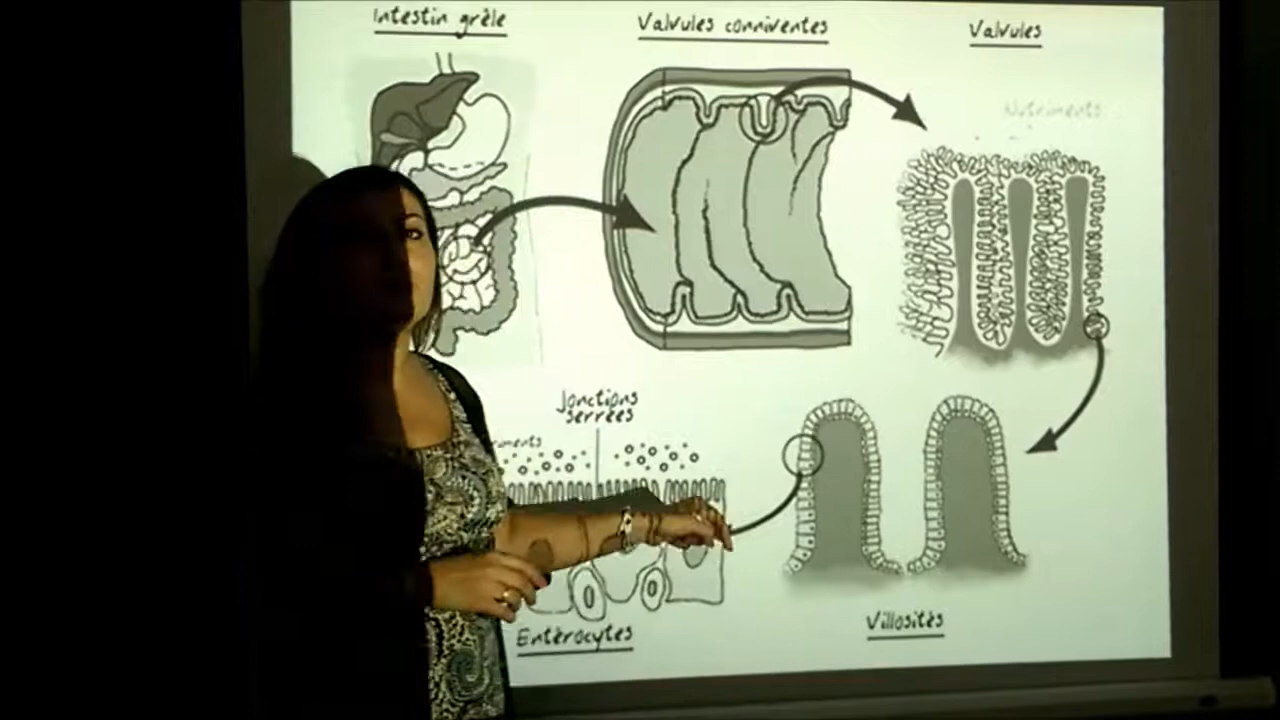 Intestin grêle
Valvules conniventes
Valvules
Nutriments
Jonctions
serrées
Villosités
Entérocytes